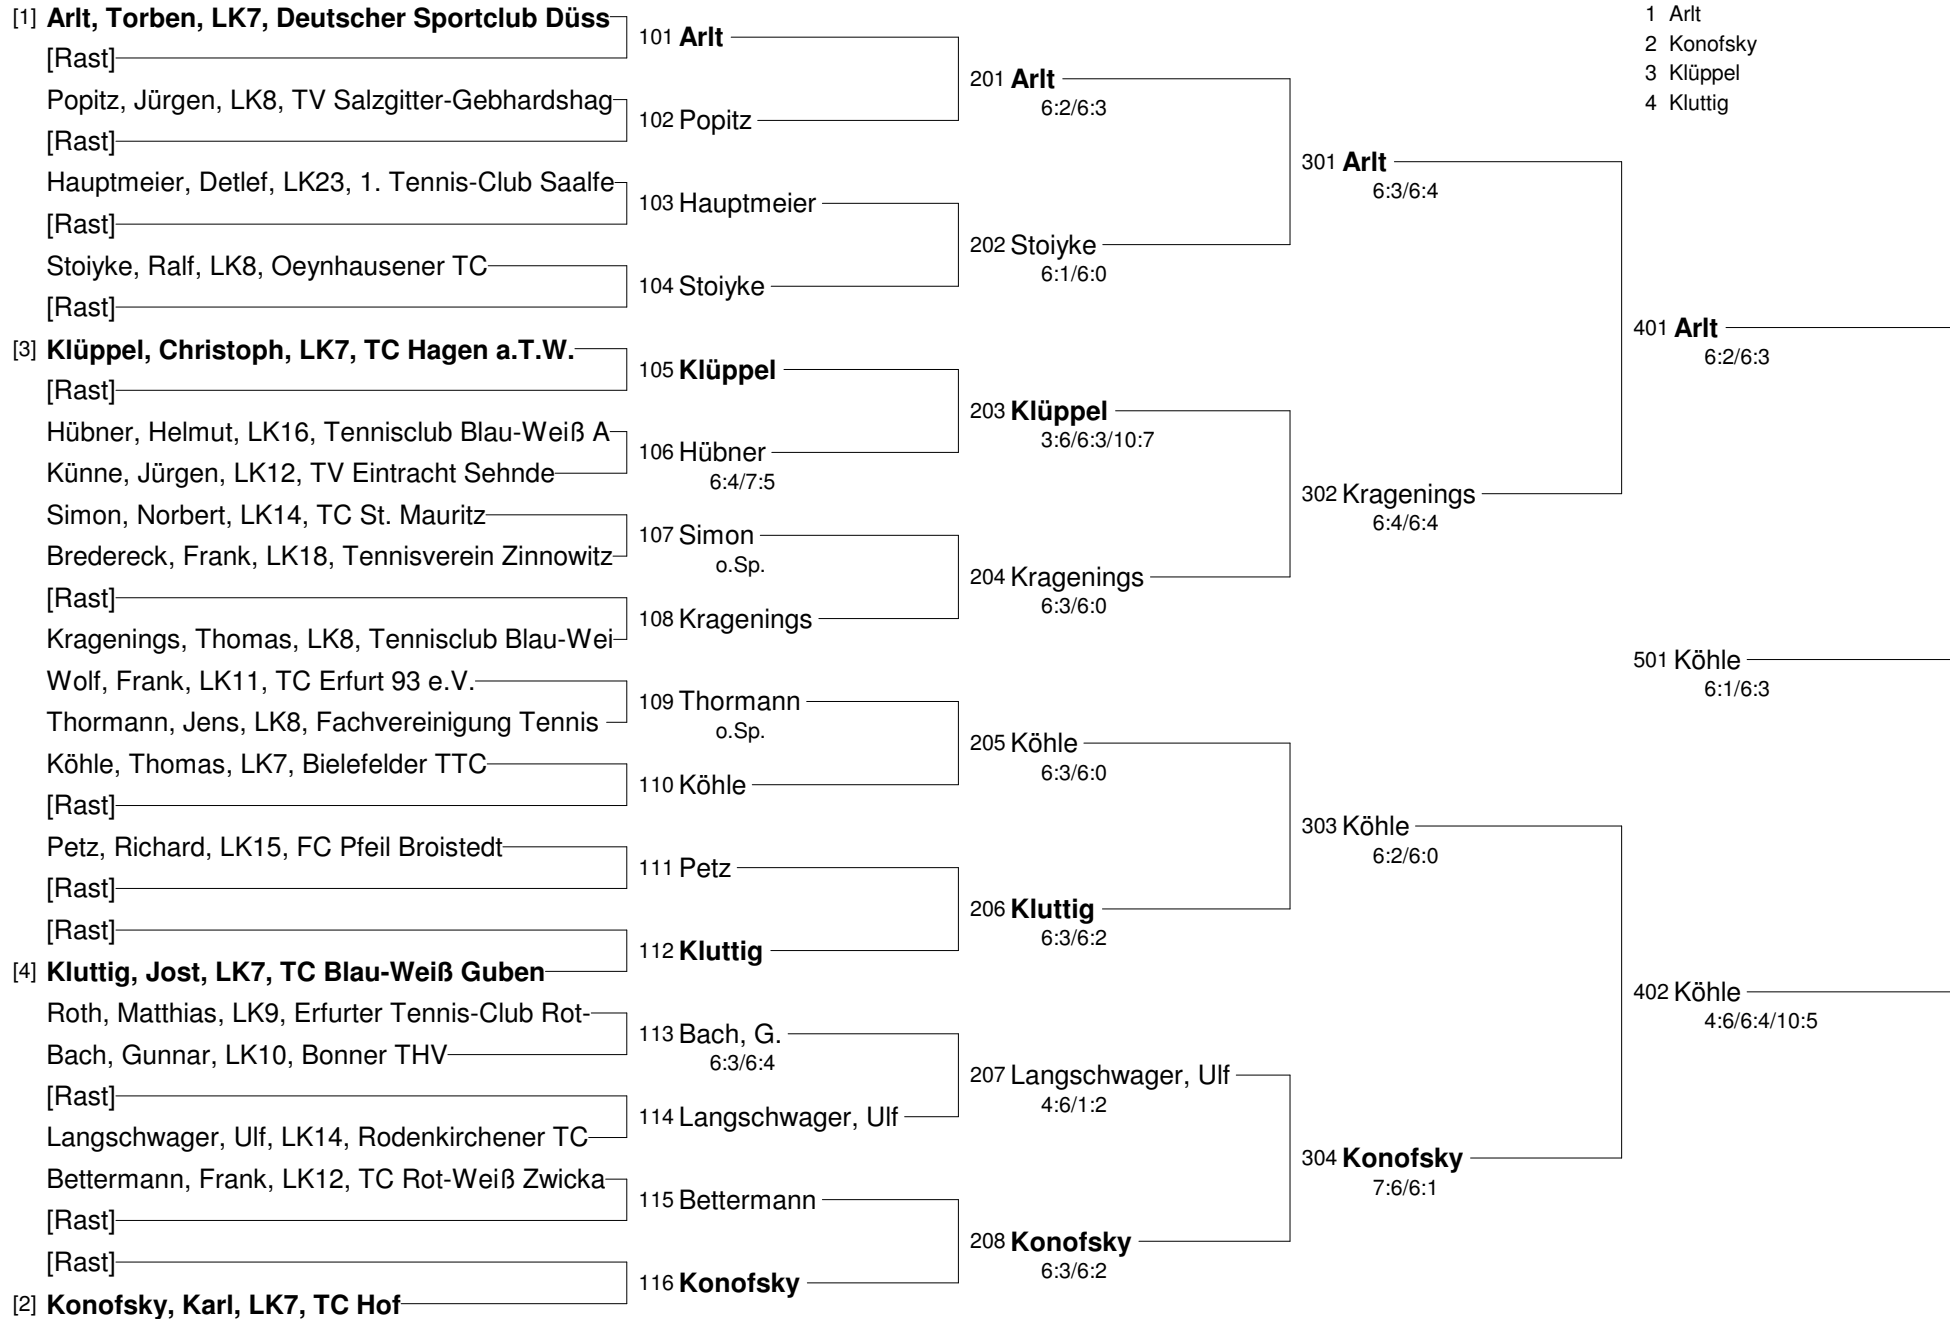 [1] Arlt, Torben, LK7, Deutscher Sportclub Düss
[Rast]
Popitz, Jürgen, LK8, TV Salzgitter-Gebhardshag
[Rast]
Hauptmeier, Detlef, LK23, 1. Tennis-Club Saalfe
[Rast]
Stoiyke, Ralf, LK8, Oeynhausener TC
[Rast]
[3] Klüppel, Christoph, LK7, TC Hagen a.T.W.
[Rast]
Hübner, Helmut, LK16, Tennisclub Blau-Weiß A
Künne, Jürgen, LK12, TV Eintracht Sehnde
Simon, Norbert, LK14, TC St. Mauritz
Bredereck, Frank, LK18, Tennisverein Zinnowitz
[Rast]
Kragenings, Thomas, LK8, Tennisclub Blau-Wei
Wolf, Frank, LK11, TC Erfurt 93 e.V.
Thormann, Jens, LK8, Fachvereinigung Tennis
Köhle, Thomas, LK7, Bielefelder TTC
[Rast]
Petz, Richard, LK15, FC Pfeil Broistedt
[Rast]
[Rast]
[4] Kluttig, Jost, LK7, TC Blau-Weiß Guben
Roth, Matthias, LK9, Erfurter Tennis-Club Rot-
Bach, Gunnar, LK10, Bonner THV
[Rast]
Langschwager, Ulf, LK14, Rodenkirchener TC
Bettermann, Frank, LK12, TC Rot-Weiß Zwicka
[Rast]
[Rast]
[2] Konofsky, Karl, LK7, TC Hof
101 Arlt
102 Popitz
103 Hauptmeier
104 Stoiyke
105 Klüppel
106 Hübner
6:4/7:5
107 Simon
o.Sp.
108 Kragenings
109 Thormann
o.Sp.
110 Köhle
111 Petz
112 Kluttig
113 Bach, G.
6:3/6:4
114 Langschwager, Ulf
115 Bettermann
116 Konofsky
201 Arlt
6:2/6:3
202 Stoiyke
6:1/6:0
203 Klüppel
3:6/6:3/10:7
204 Kragenings
6:3/6:0
205 Köhle
6:3/6:0
206 Kluttig
6:3/6:2
207 Langschwager, Ulf
4:6/1:2
208 Konofsky
6:3/6:2
301 Arlt
6:3/6:4
302 Kragenings
6:4/6:4
303 Köhle
6:2/6:0
304 Konofsky
7:6/6:1
1 Arlt
2 Konofsky
3 Klüppel
4 Kluttig
401 Arlt
6:2/6:3
501 Köhle
6:1/6:3
402 Köhle
4:6/6:4/10:5